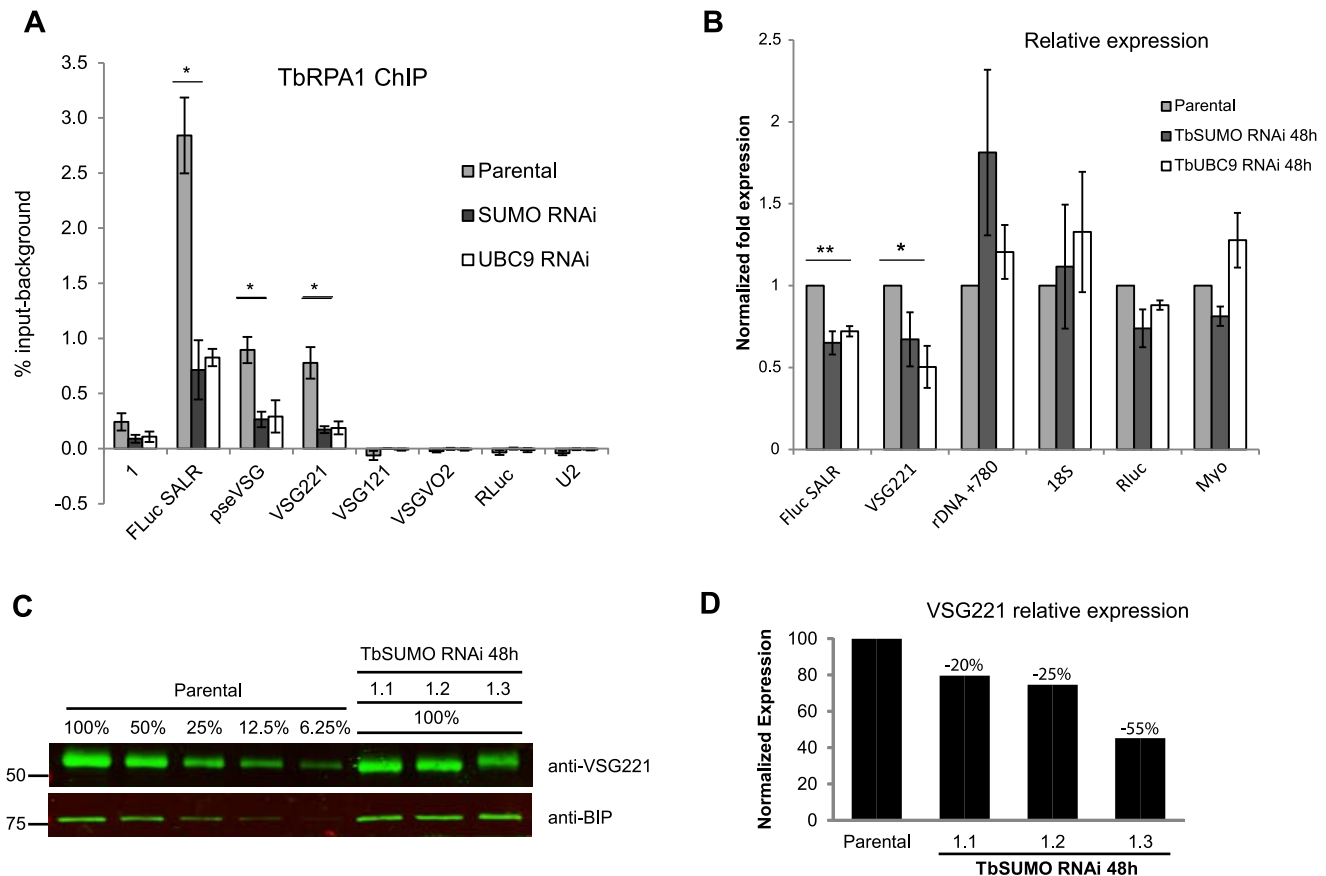 A
TbRPA1 ChIP
% input-background
3.5
3.0
2.5
2.0
1.5
1.0
0.5
0.0
-0.5
*
*
*
Parental
SUMO RNAi
UBC9 RNAi
1
FLuc SALR
pseVSG
VSG221
VSG121
VSGVO2
RLuc
U2
B
Relative expression
Normalized fold expression
2.5
2
1.5
1
0.5
0
**
*
Parental
TbSUMO RNAi 48h
TbUBC9 RNAi 48h
Fluc SALR
VSG221
rDNA +780
18S
Rluc
Myo
C
TbSUMO RNAi 48h
Parental
1.1 1.2 1.3
100% 50% 25% 12.5% 6.25%
100%
50
anti-VSG221
75
anti-BIP
D
VSG221 relative expression
Normalized Expression
100
80
60
40
20
0
-20%
-25%
-55%
Parental 1.1 1.2 1.3
TbSUMO RNAi 48h